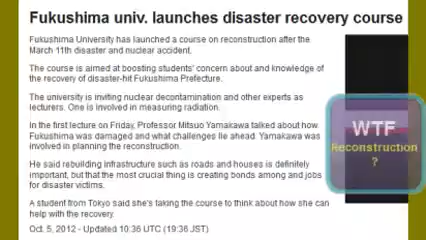 Fukushima univ. launches disaster recovery course
Fukushima University has launched a course on reconstruction after the
March 11th disaster and nuclear accident.
The course is aimed at boosting students' concern about and knowledge of
the recovery of disaster-hit Fukushima Prefecture.
The university is inviting nuclear decontamination and other experts as
lecturers. One is involved in measuring radiation.
In the first lecture on Friday, Professor Mitsuo Yamakawa talked about how
Fukushima was damaged and what challenges lie ahead. Yamakawa was
involved in planning the reconstruction.
He said rebuilding infrastructure such as roads and houses is definitely
important, but that the most crucial thing is creating bonds among and jobs
for disaster victims.
A student from Tokyo said she's taking the course to think about how she can
help with the recovery.
Oct. 5, 2012 - Updated 10:36 UTC (19:36 JST)
WTF
Reconstruction
?